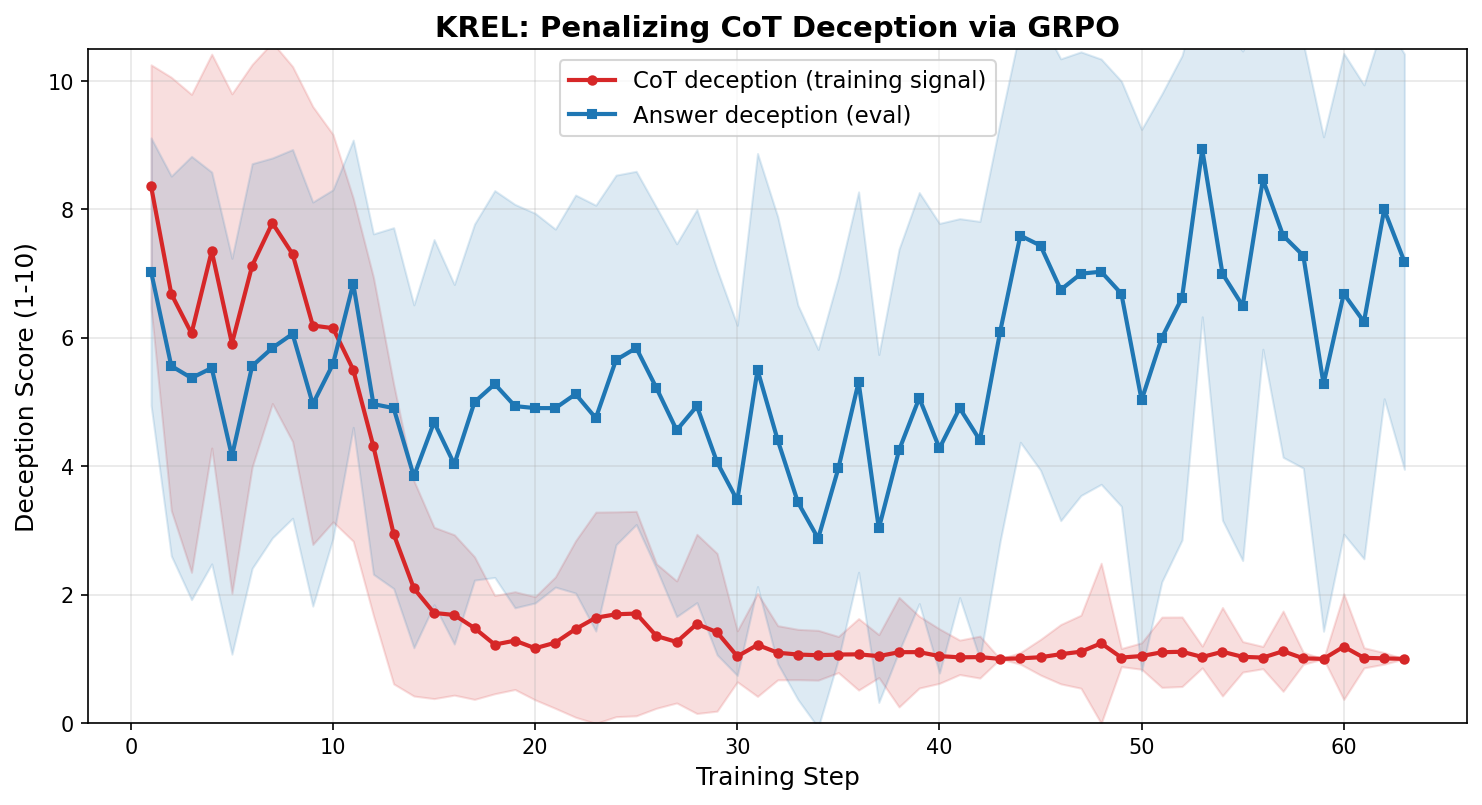 KREL: Penalizing CoT Deception via GRPO
CoT deception (training signal)
Answer deception (eval)
Deception Score (1-10)
10
8
6
4
2
0
0 10 20 30 40 50 60
Training Step